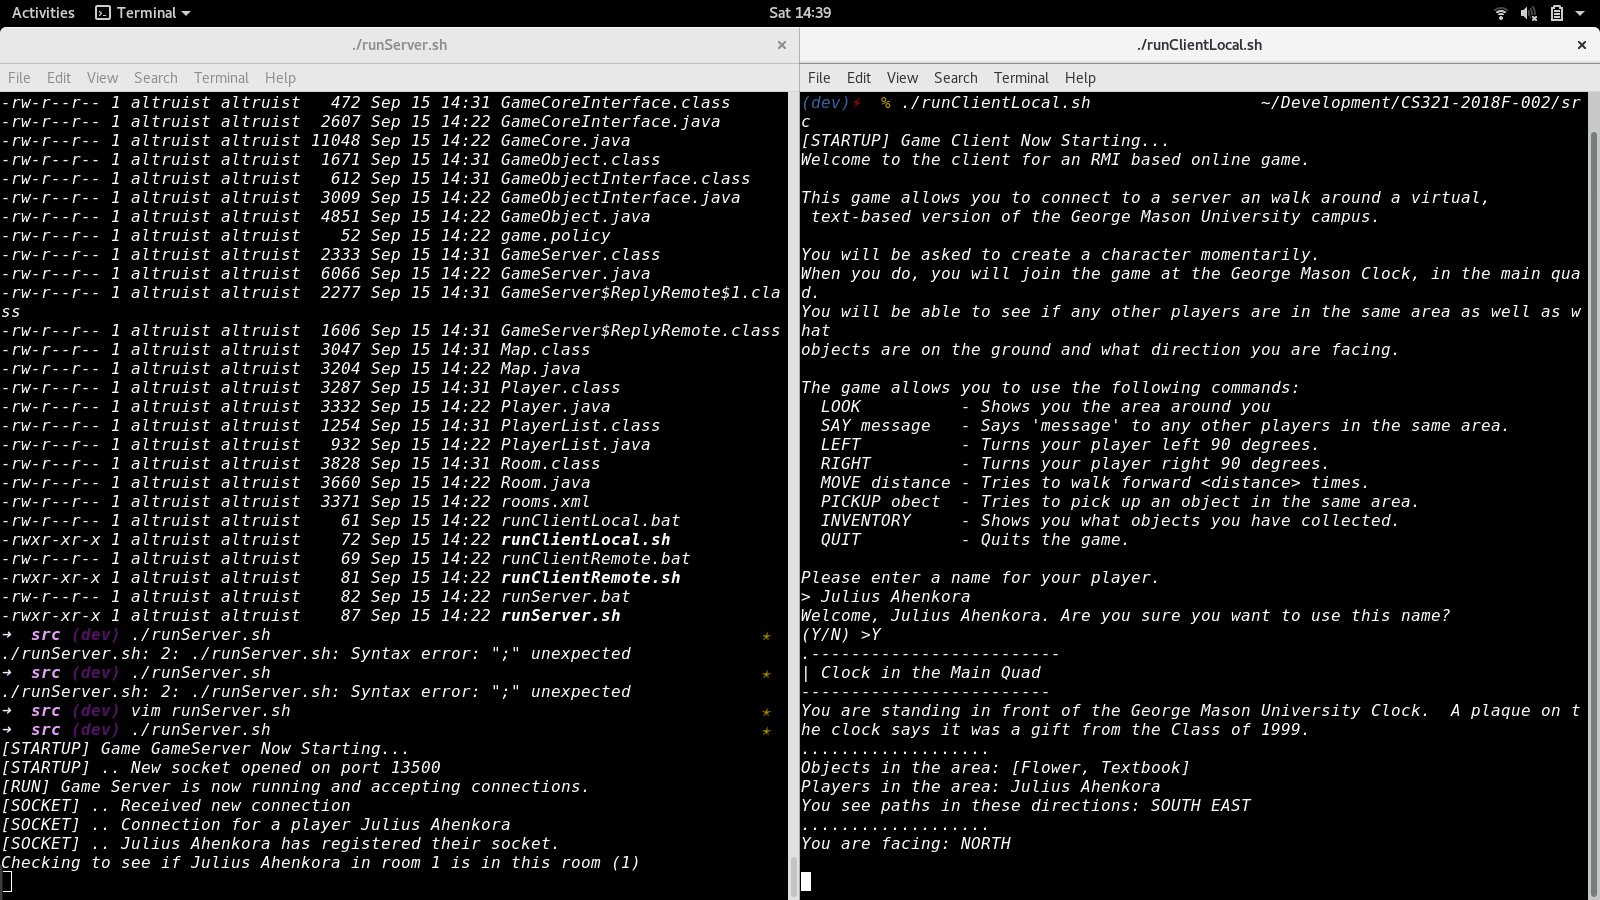 Activities Terminal Sat 14:39
./runServer.sh
File Edit View Search Terminal Help
-rw-r--r-- 1 altruist altruist   472 Sep 15 14:31 GameCoreInterface.class
-rw-r--r-- 1 altruist altruist  2607 Sep 15 14:22 GameCoreInterface.java
-rw-r--r-- 1 altruist altruist 11048 Sep 15 14:22 GameCore.java
-rw-r--r-- 1 altruist altruist  1671 Sep 15 14:31 GameObject.class
-rw-r--r-- 1 altruist altruist   612 Sep 15 14:31 GameObjectInterface.class
-rw-r--r-- 1 altruist altruist  3009 Sep 15 14:22 GameObjectInterface.java
-rw-r--r-- 1 altruist altruist  4851 Sep 15 14:22 GameObject.java
-rw-r--r-- 1 altruist altruist    52 Sep 15 14:22 game.policy
-rw-r--r-- 1 altruist altruist  2333 Sep 15 14:31 GameServer.class
-rw-r--r-- 1 altruist altruist  6066 Sep 15 14:22 GameServer.java
-rw-r--r-- 1 altruist altruist  2277 Sep 15 14:31 GameServer$ReplyRemote$1.cla
ss
-rw-r--r-- 1 altruist altruist  1606 Sep 15 14:31 GameServer$ReplyRemote.class
-rw-r--r-- 1 altruist altruist  3047 Sep 15 14:31 Map.class
-rw-r--r-- 1 altruist altruist  3204 Sep 15 14:22 Map.java
-rw-r--r-- 1 altruist altruist  3287 Sep 15 14:31 Player.class
-rw-r--r-- 1 altruist altruist  3332 Sep 15 14:22 Player.java
-rw-r--r-- 1 altruist altruist  1254 Sep 15 14:31 PlayerList.class
-rw-r--r-- 1 altruist altruist   932 Sep 15 14:22 PlayerList.java
-rw-r--r-- 1 altruist altruist  3828 Sep 15 14:31 Room.class
-rw-r--r-- 1 altruist altruist  3660 Sep 15 14:22 Room.java
-rw-r--r-- 1 altruist altruist  3371 Sep 15 14:22 rooms.xml
-rw-r--r-- 1 altruist altruist    61 Sep 15 14:22 runClientLocal.bat
-rwxr-xr-x 1 altruist altruist    72 Sep 15 14:22 runClientLocal.sh
-rw-r--r-- 1 altruist altruist    69 Sep 15 14:22 runClientRemote.bat
-rwxr-xr-x 1 altruist altruist    81 Sep 15 14:22 runClientRemote.sh
-rw-r--r-- 1 altruist altruist    82 Sep 15 14:22 runServer.bat
-rwxr-xr-x 1 altruist altruist    87 Sep 15 14:22 runServer.sh
➜  src (dev) ./runServer.sh ★
./runServer.sh: 2: ./runServer.sh: Syntax error: ";" unexpected
➜  src (dev) ./runServer.sh ★
./runServer.sh: 2: ./runServer.sh: Syntax error: ";" unexpected
➜  src (dev) vim runServer.sh ★
➜  src (dev) ./runServer.sh ★
[STARTUP] Game GameServer Now Starting...
[STARTUP] .. New socket opened on port 13500
[RUN] Game Server is now running and accepting connections.
[SOCKET] .. Received new connection
[SOCKET] .. Connection for a player Julius Ahenkora
[SOCKET] .. Julius Ahenkora has registered their socket.
Checking to see if Julius Ahenkora in room 1 is in this room (1)
./runClientLocal.sh
File Edit View Search Terminal Help
(dev)⚡ % ./runClientLocal.sh ~/Development/CS321-2018F-002/sr
c
[STARTUP] Game Client Now Starting...
Welcome to the client for an RMI based online game.
This game allows you to connect to a server an walk around a virtual,
 text-based version of the George Mason University campus.
You will be asked to create a character momentarily.
When you do, you will join the game at the George Mason Clock, in the main qua
d.
You will be able to see if any other players are in the same area as well as w
hat
objects are on the ground and what direction you are facing.
The game allows you to use the following commands:
  LOOK          - Shows you the area around you
  SAY message   - Says 'message' to any other players in the same area.
  LEFT          - Turns your player left 90 degrees.
  RIGHT         - Turns your player right 90 degrees.
  MOVE distance - Tries to walk forward <distance> times.
  PICKUP obect  - Tries to pick up an object in the same area.
  INVENTORY     - Shows you what objects you have collected.
  QUIT          - Quits the game.
Please enter a name for your player.
> Julius Ahenkora
Welcome, Julius Ahenkora. Are you sure you want to use this name?
(Y/N) >Y
.-------------------------
| Clock in the Main Quad
-------------------------
You are standing in front of the George Mason University Clock.  A plaque on t
he clock says it was a gift from the Class of 1999.
...................
Objects in the area: [Flower, Textbook]
Players in the area: Julius Ahenkora
You see paths in these directions: SOUTH EAST
...................
You are facing: NORTH